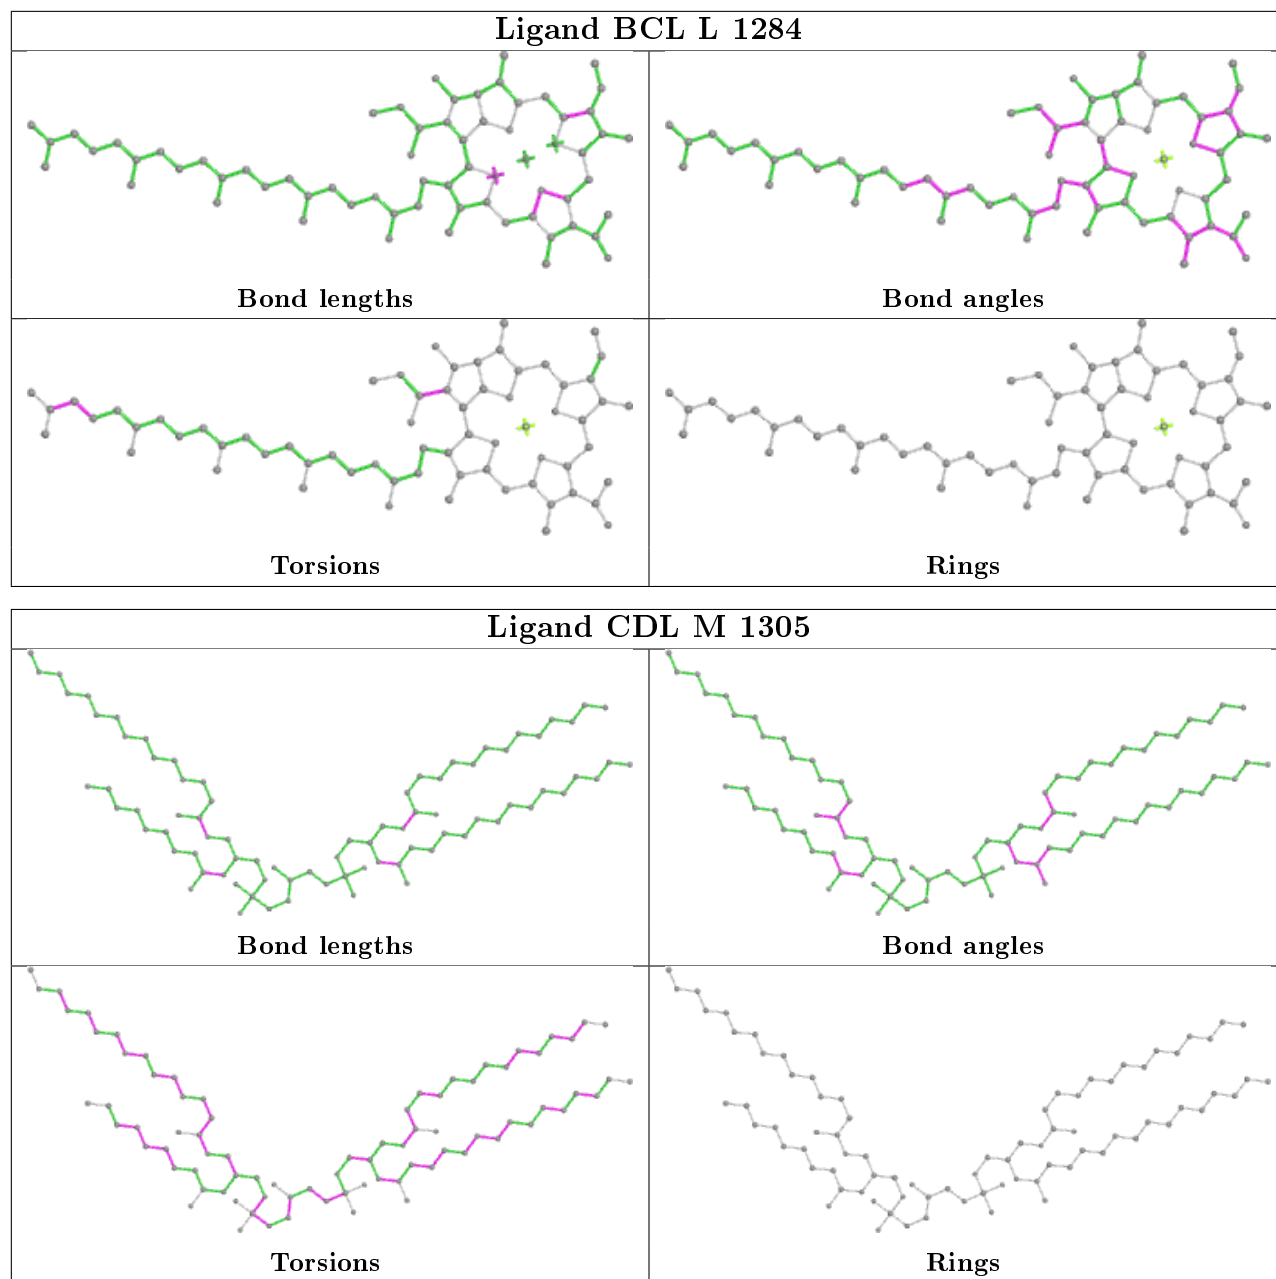 Ligand BCL L 1284
Bond lengths
Bond angles
Torsions
Rings
Ligand CDL M 1305
Bond lengths
Bond angles
Torsions
Rings